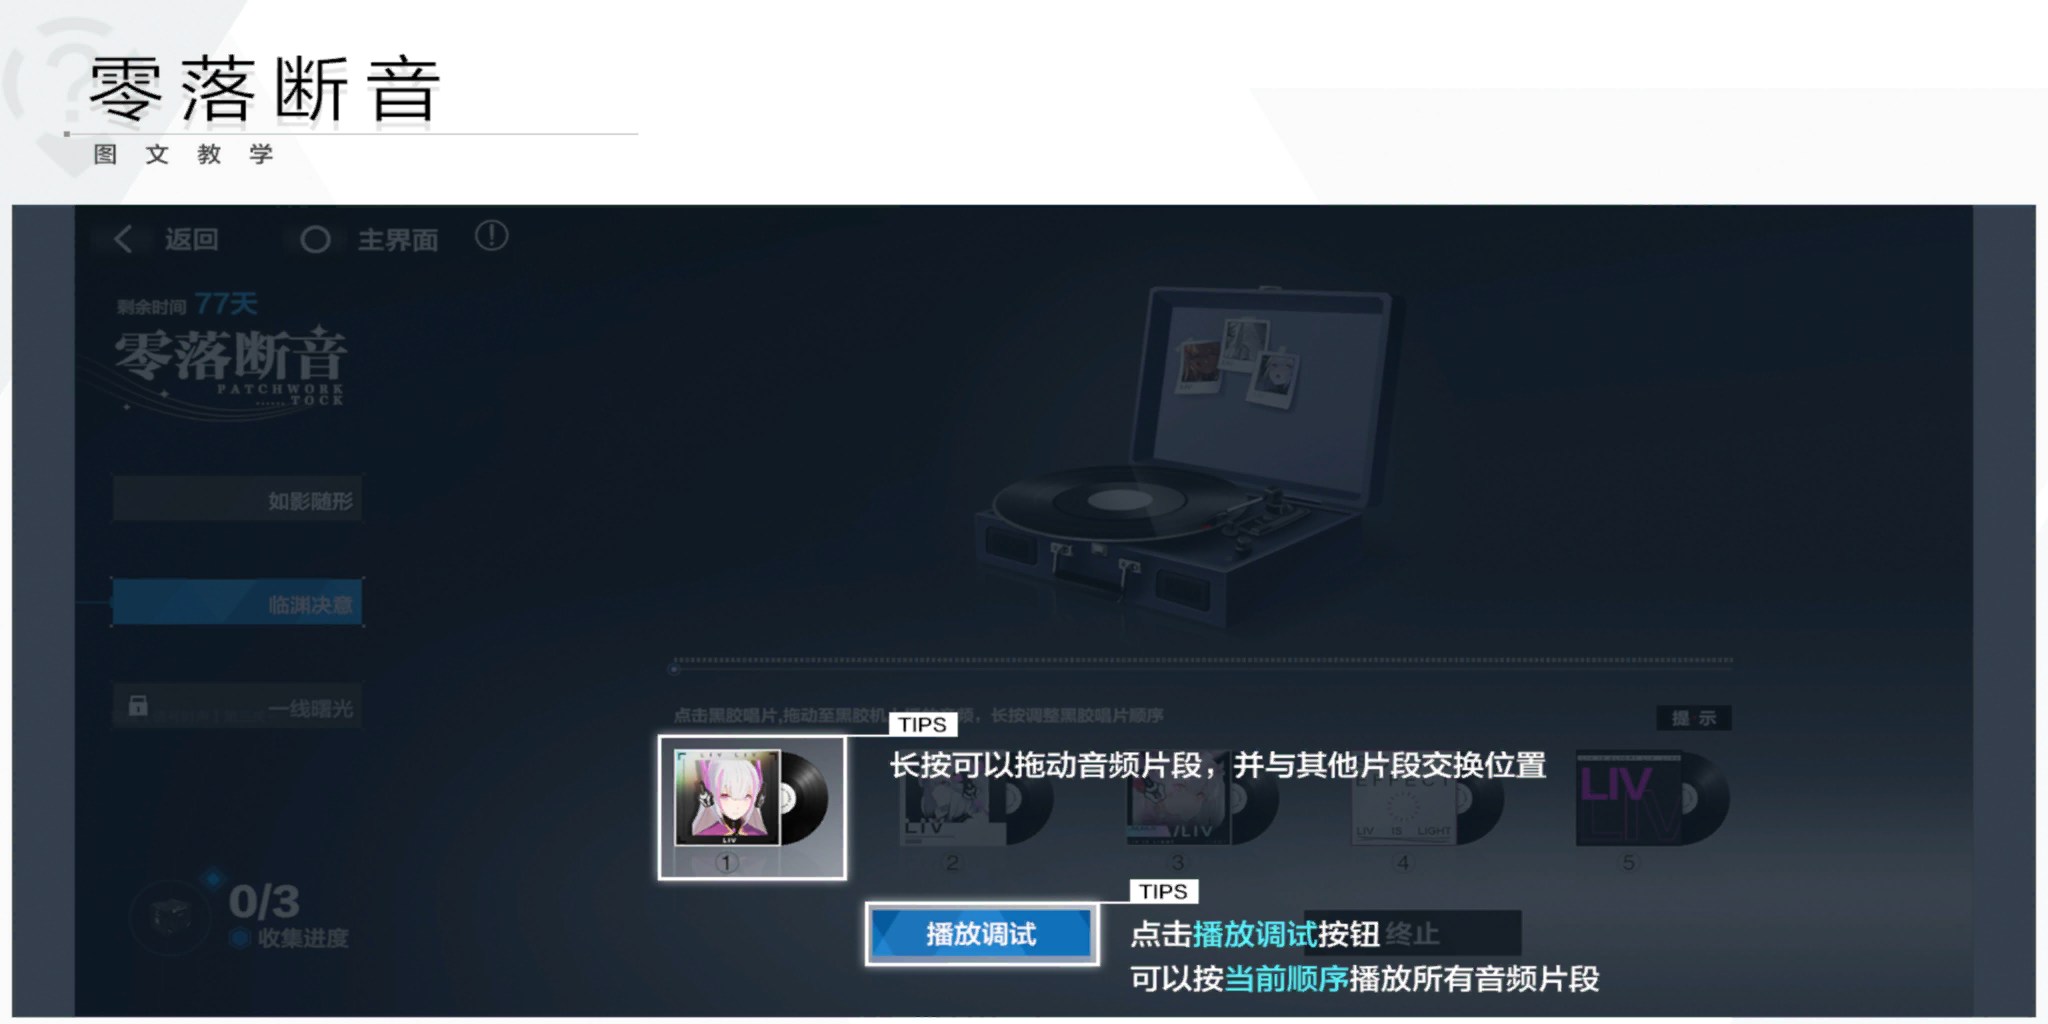 零落断音
图文教学
返回
主界面
剩余时间 77天
零落断音
PATCHWORK
......TOCK
如影随形
临渊决意
一线曙光
点击黑胶唱片,拖动至黑胶机
，长按调整黑胶唱片顺序
提示
TIPS
长按可以拖动音频片段，并与其他片段交换位置
LIV
LIV
/LIV
EFFECT
LIV IS LIGHT
LIV
1
2
3
4
5
TIPS
播放调试
点击播放调试按钮
终止
可以按当前顺序播放所有音频片段
0/3
收集进度